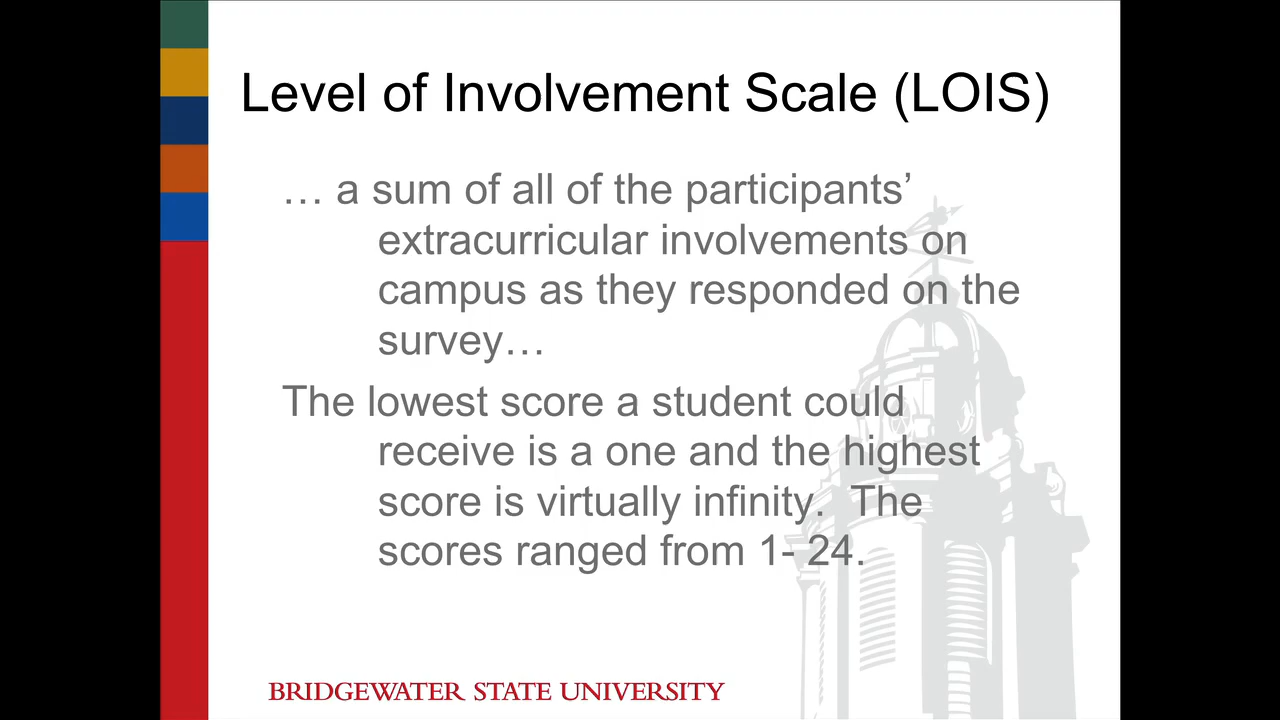 Level of Involvement Scale (LOIS)
… a sum of all of the participants’
extracurricular involvements on
campus as they responded on the
survey…
The lowest score a student could
receive is a one and the highest
score is virtually infinity.  The
scores ranged from 1- 24.
BRIDGEWATER STATE UNIVERSITY